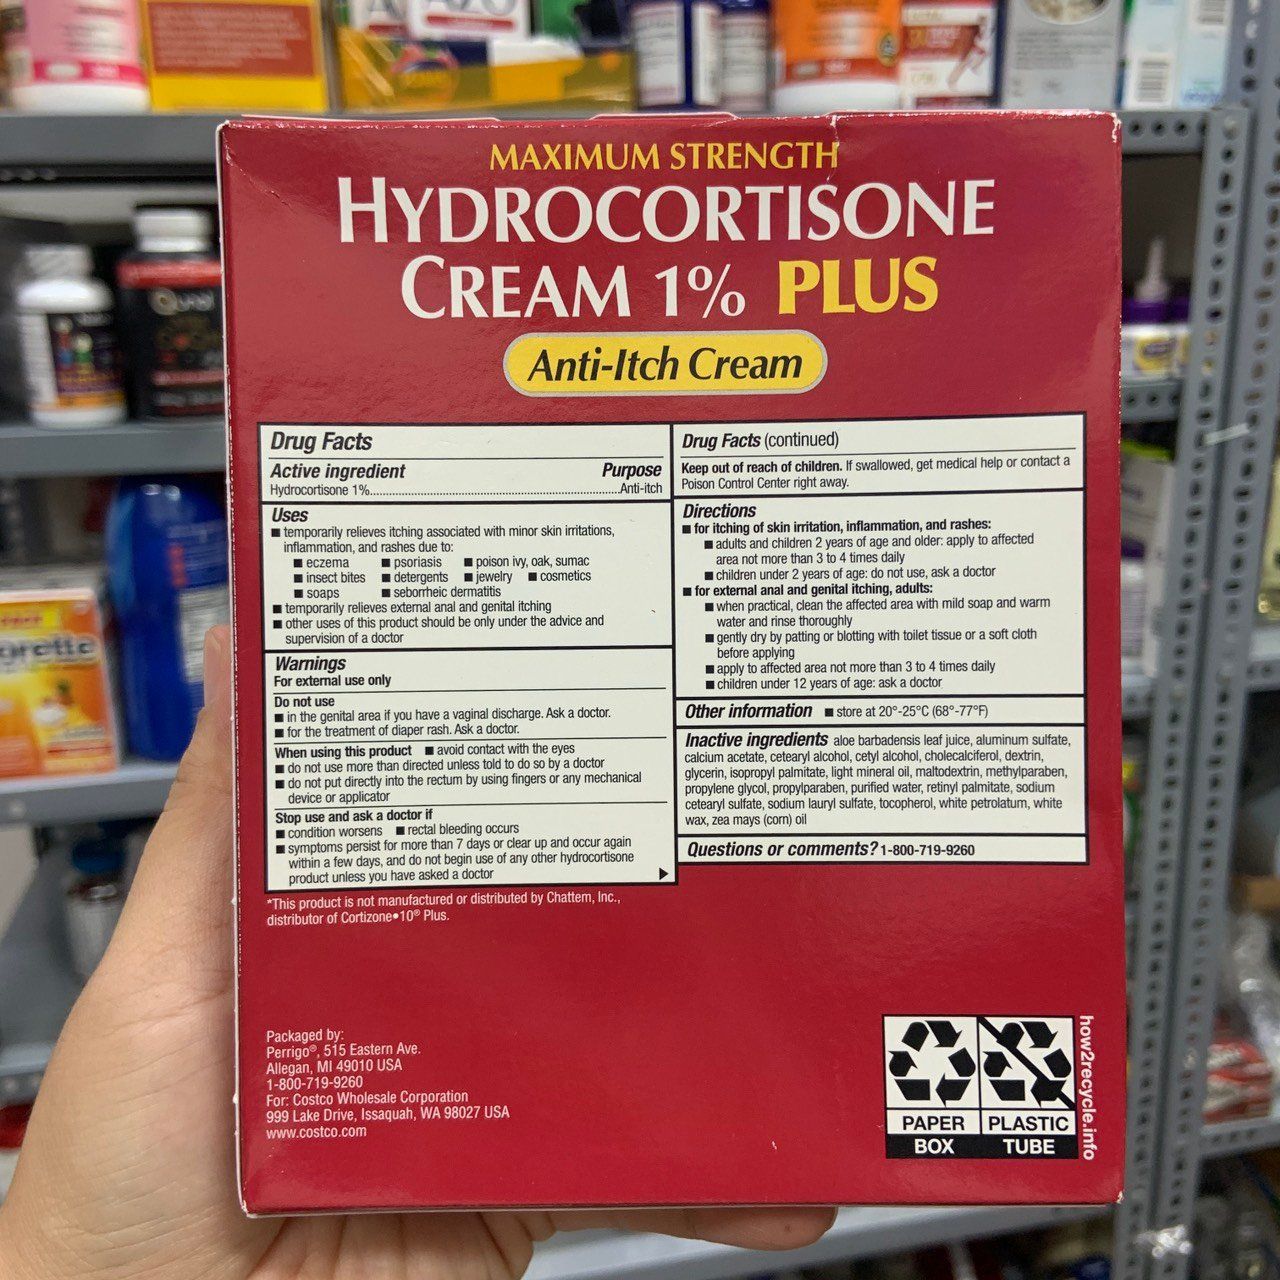 MAXIMUM STRENGTH
HYDROCORTISONE
CREAM 1% PLUS
Anti-Itch Cream
Drug Facts
Active ingredient Purpose
Hydrocortisone 1%..........Anti-itch
Uses
■ temporarily relieves itching associated with minor skin irritations,
inflammation, and rashes due to:
■ eczema ■ psoriasis ■ poison ivy, oak, sumac
■ insect bites ■ detergents ■ jewelry ■ cosmetics
■ soaps ■ seborrheic dermatitis
■ temporarily relieves external anal and genital itching
■ other uses of this product should be only under the advice and
supervision of a doctor
Warnings
For external use only
Do not use
■ in the genital area if you have a vaginal discharge. Ask a doctor.
■ for the treatment of diaper rash. Ask a doctor.
When using this product ■ avoid contact with the eyes
■ do not use more than directed unless told to do so by a doctor
■ do not put directly into the rectum by using fingers or any mechanical
device or applicator
Stop use and ask a doctor if
■ condition worsens ■ rectal bleeding occurs
■ symptoms persist for more than 7 days or clear up and occur again
within a few days, and do not begin use of any other hydrocortisone
product unless you have asked a doctor
Drug Facts (continued)
Keep out of reach of children. If swallowed, get medical help or contact a
Poison Control Center right away.
Directions
■ for itching of skin irritation, inflammation, and rashes:
■ adults and children 2 years of age and older: apply to affected
area not more than 3 to 4 times daily
■ children under 2 years of age: do not use, ask a doctor
■ for external anal and genital itching, adults:
■ when practical, clean the affected area with mild soap and warm
water and rinse thoroughly
■ gently dry by patting or blotting with toilet tissue or a soft cloth
before applying
■ apply to affected area not more than 3 to 4 times daily
■ children under 12 years of age: ask a doctor
Other information ■ store at 20°-25°C (68°-77°F)
Inactive ingredients aloe barbadensis leaf juice, aluminum sulfate,
calcium acetate, cetearyl alcohol, cetyl alcohol, cholecalciferol, dextrin,
glycerin, isopropyl palmitate, light mineral oil, maltodextrin, methylparaben,
propylene glycol, propylparaben, purified water, retinyl palmitate, sodium
cetearyl sulfate, sodium lauryl sulfate, tocopherol, white petrolatum, white
wax, zea mays (corn) oil
Questions or comments? 1-800-719-9260
*This product is not manufactured or distributed by Chattem, Inc.,
distributor of Cortizone•10® Plus.
Packaged by:
Perrigo®, 515 Eastern Ave.
Allegan, MI 49010 USA
1-800-719-9260
For: Costco Wholesale Corporation
999 Lake Drive, Issaquah, WA 98027 USA
www.costco.com
PAPER PLASTIC
BOX TUBE
how2recycle.info